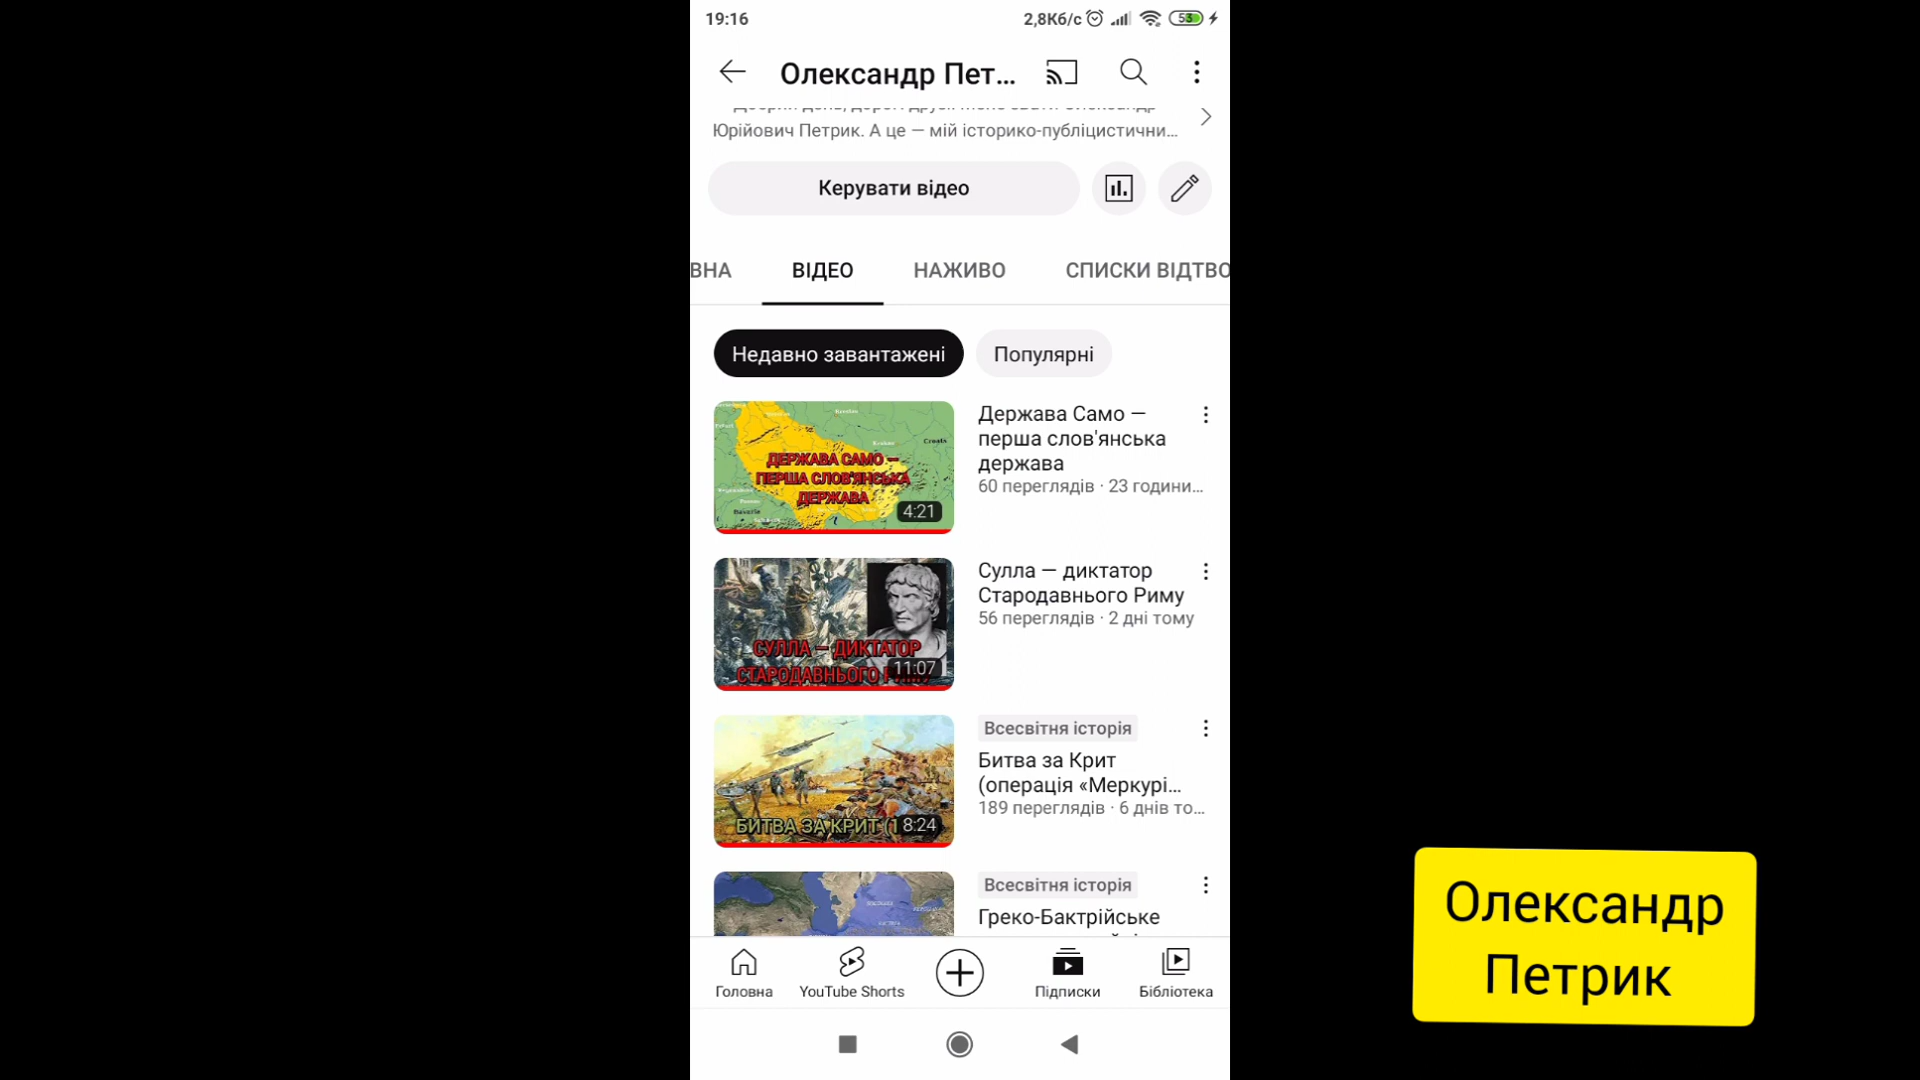 19:16
2,8Кб/с
53
Олександр Пет...
Юрійович Петрик. А це — мій історико-публіцистични...
Керувати відео
ВНА
ВІДЕО
НАЖИВО
СПИСКИ ВІДТВО
Недавно завантажені
Популярні
ДЕРЖАВА САМО —
ПЕРША СЛОВ'ЯНСЬКА
ДЕРЖАВА
4:21
Держава Само —
перша слов'янська
держава
60 переглядів · 23 години...
СУЛЛА — ДИКТАТОР
СТАРОДАВНЬОГО
11:07
Сулла — диктатор
Стародавнього Риму
56 переглядів · 2 дні тому
БИТВА ЗА КРИТ (1
8:24
Всесвітня історія
Битва за Крит
(операція «Меркурі...
189 переглядів · 6 днів то...
Всесвітня історія
Греко-Бактрійське
Головна
YouTube Shorts
Підписки
Бібліотека
Олександр
Петрик